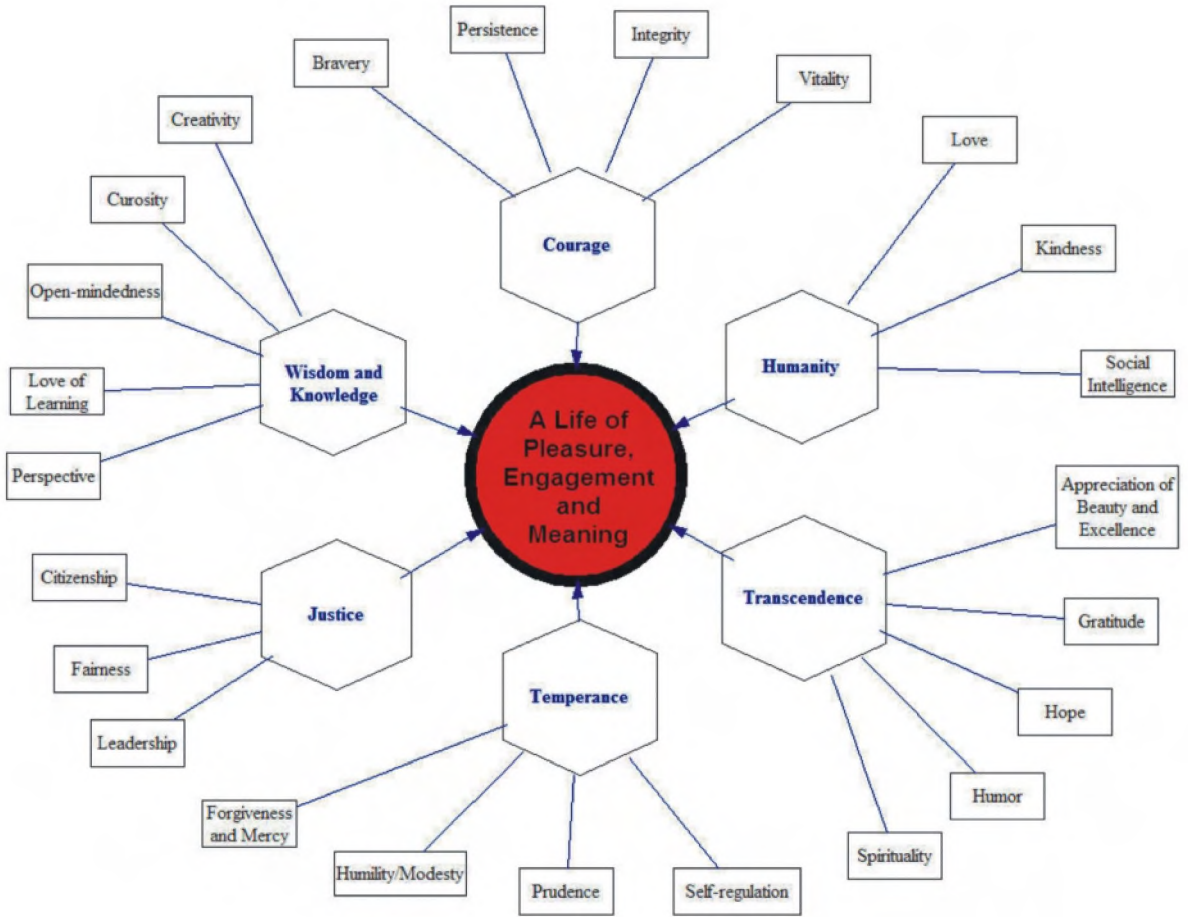 Persistence
Integrity
Bravery
Vitality
Creativity
Love
Curosity
Kindness
Courage
Open-mindedness
Love of
Learning
Wisdom and
Knowledge
Humanity
Social
Intelligence
Perspective
A Life of
Pleasure,
Engagement
and
Meaning
Appreciation of
Beauty and
Excellence
Citizenship
Justice
Transcendence
Gratitude
Fairness
Temperance
Hope
Leadership
Forgiveness
and Mercy
Humor
Humility/Modesty
Spirituality
Prudence
Self-regulation